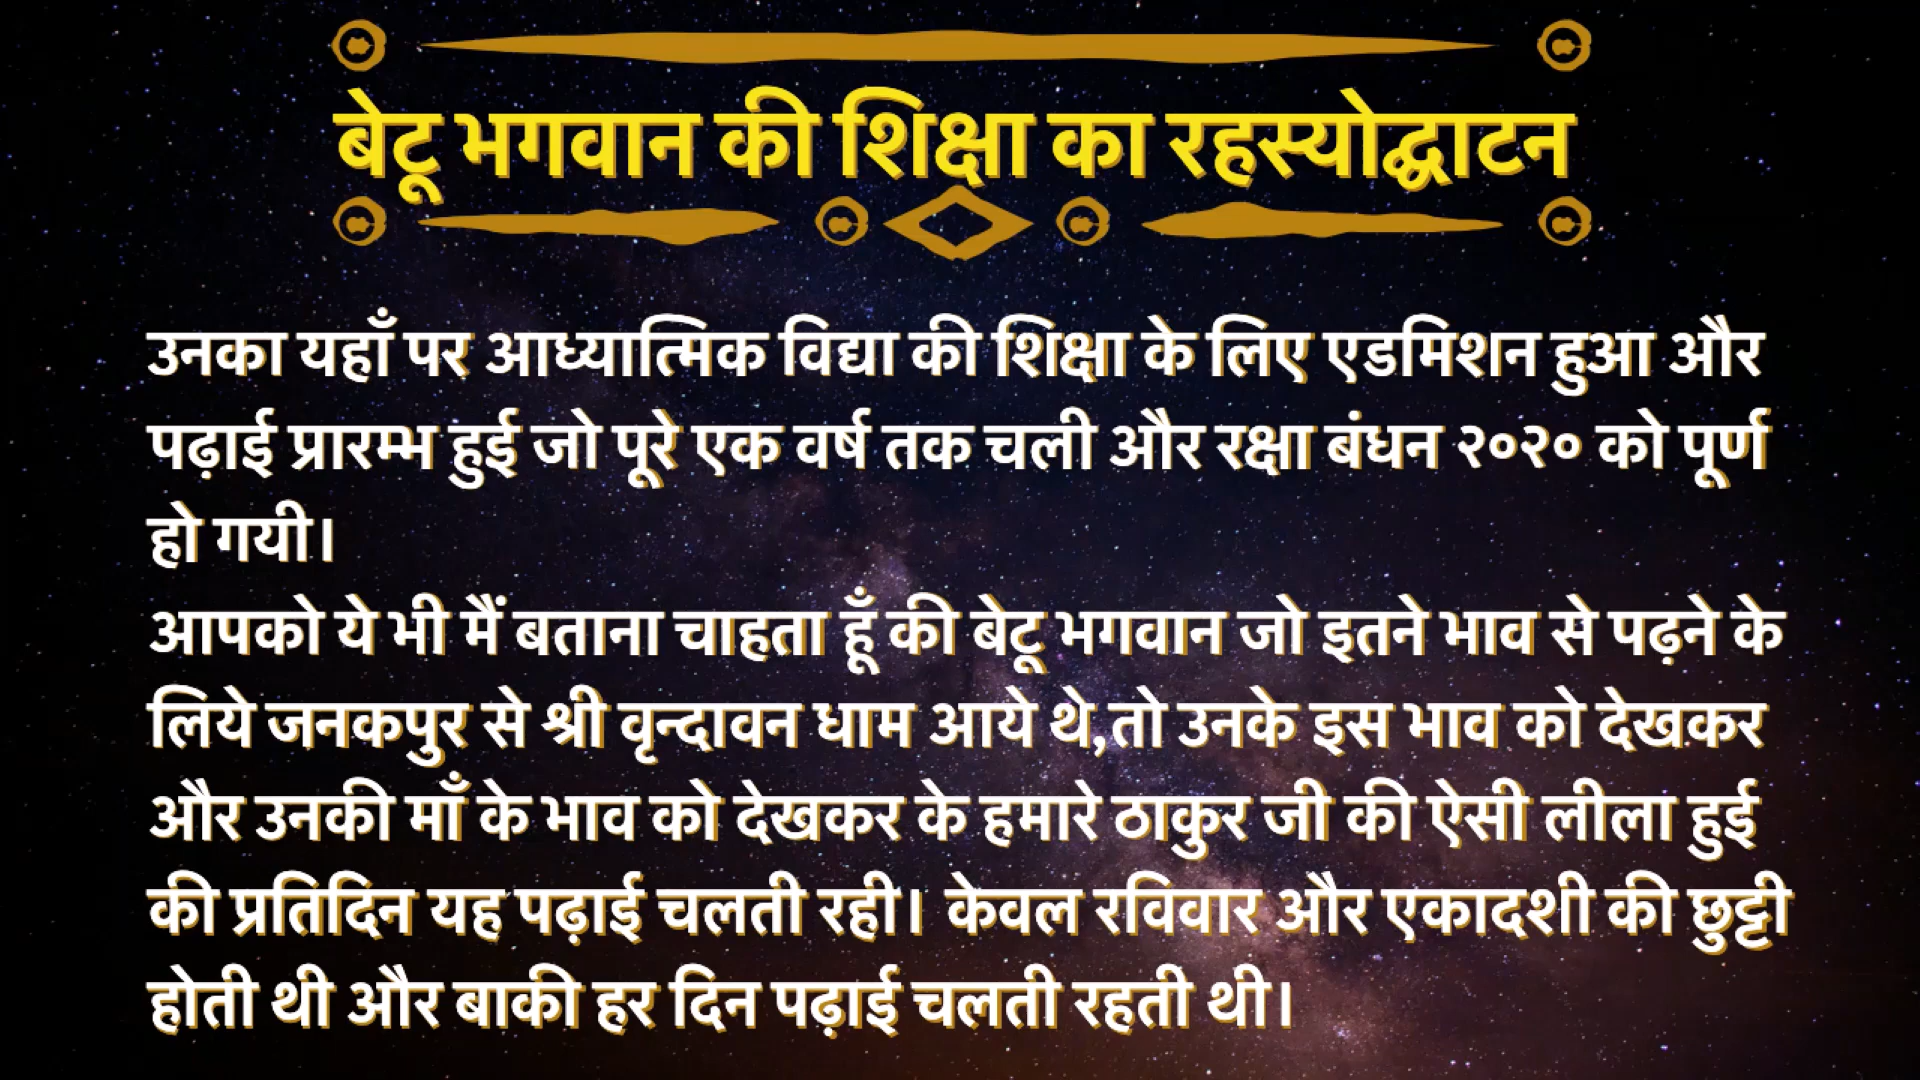 बेटू भगवान की शिक्षा का रहस्योद्घाटन
उनका यहाँ पर आध्यात्मिक विद्या की शिक्षा के लिए एडमिशन हुआ और
पढ़ाई प्रारम्भ हुई जो पूरे एक वर्ष तक चली और रक्षा बंधन २०२० को पूर्ण
हो गयी।
आपको ये भी मैं बताना चाहता हूँ की बेटू भगवान जो इतने भाव से पढ़ने के
लिये जनकपुर से श्री वृन्दावन धाम आये थे,तो उनके इस भाव को देखकर
और उनकी माँ के भाव को देखकर के हमारे ठाकुर जी की ऐसी लीला हुई
की प्रतिदिन यह पढ़ाई चलती रही। केवल रविवार और एकादशी की छुट्टी
होती थी और बाकी हर दिन पढ़ाई चलती रहती थी।